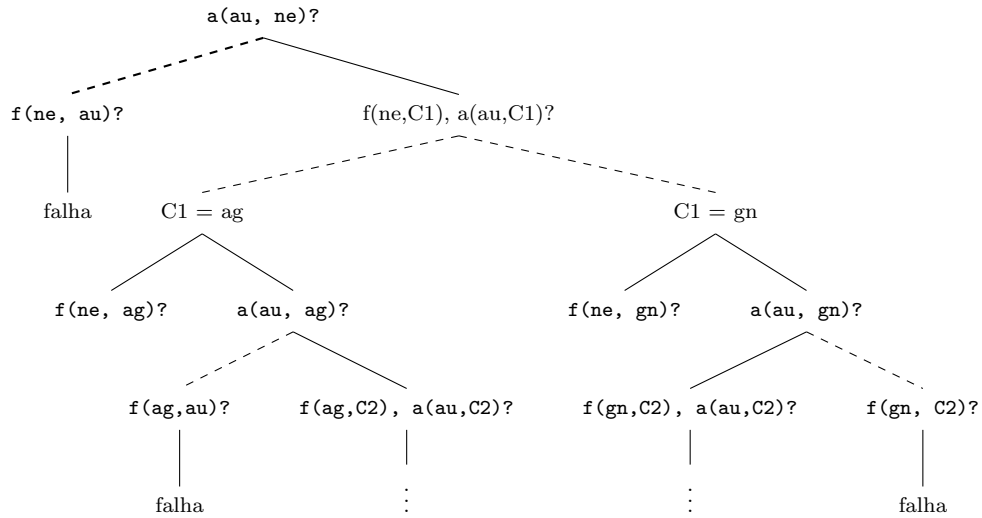 a(au, ne)?
f(ne, au)?
f(ne,C1), a(au,C1)?
falha
C1 = ag
C1 = gn
f(ne, ag)?
a(au, ag)?
f(ne, gn)?
a(au, gn)?
f(ag,au)?
f(ag,C2), a(au,C2)?
f(gn,C2), a(au,C2)?
f(gn, C2)?
falha
⋮
⋮
falha